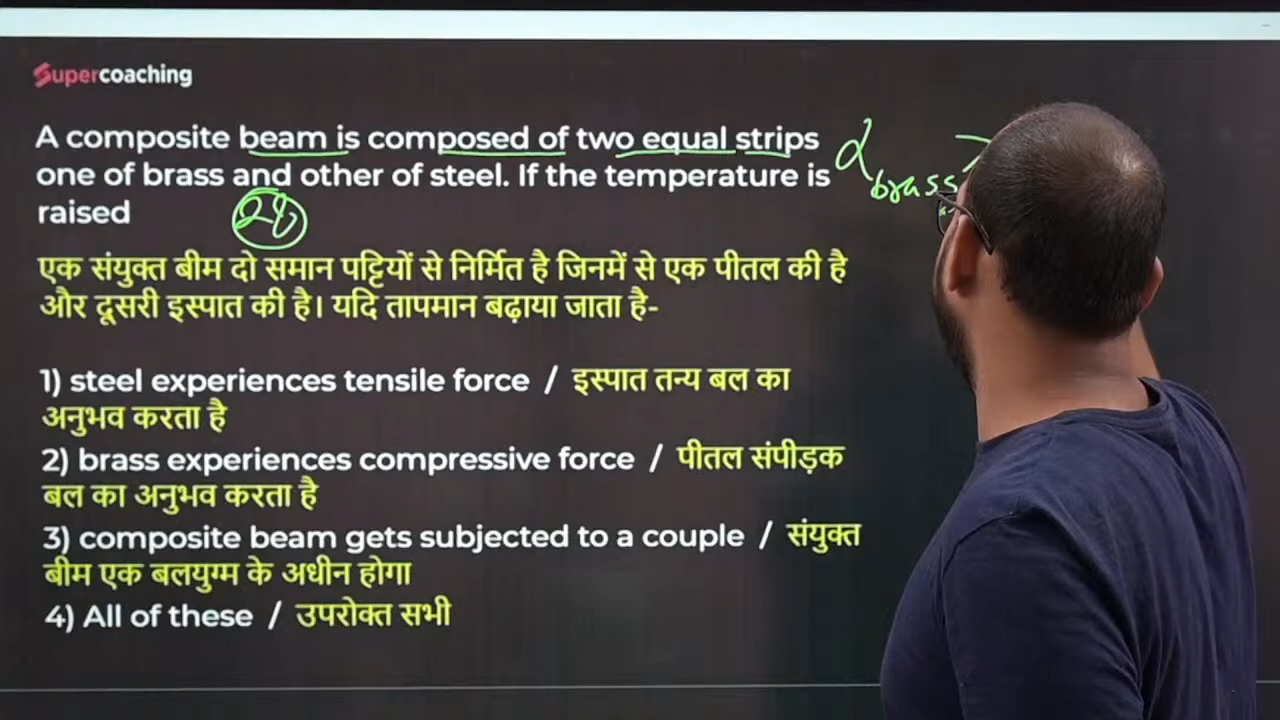 Supercoaching
A composite beam is composed of two equal strips
one of brass and other of steel. If the temperature is
raised
α brass >
28
एक संयुक्त बीम दो समान पट्टियों से निर्मित है जिनमें से एक पीतल की है
और दूसरी इस्पात की है। यदि तापमान बढ़ाया जाता है-
1) steel experiences tensile force / इस्पात तन्य बल का
अनुभव करता है
2) brass experiences compressive force / पीतल संपीड़क
बल का अनुभव करता है
3) composite beam gets subjected to a couple / संयुक्त
बीम एक बलयुग्म के अधीन होगा
4) All of these / उपरोक्त सभी